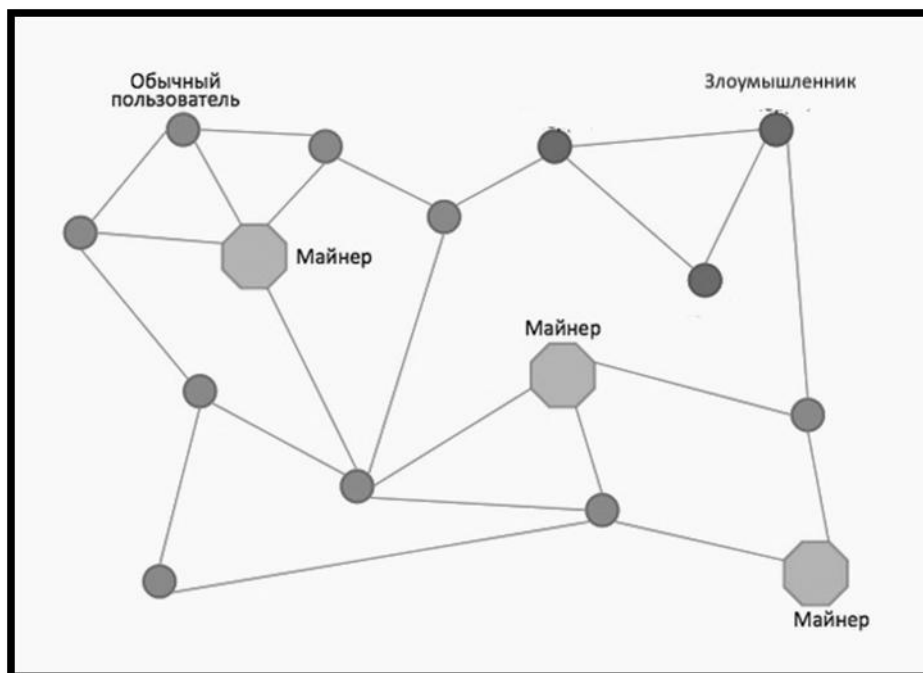 Обычный
пользователь
Злоумышленник
Майнер
Майнер
Майнер